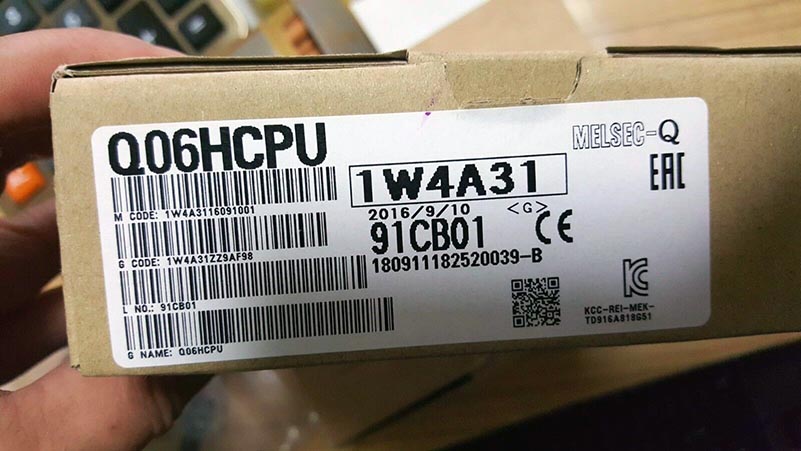 Q06HCPU
MELSEC-Q
1W4A31
EAC
M CODE: 1W4A3116091001
2016/9/10 <G>
91CB01 CE
G CODE: 1W4A31ZZ9AF98
180911182520039-B
L NO.: 91CB01
KCC-REI-MEK-
TD916A818G51
G NAME: Q06HCPU